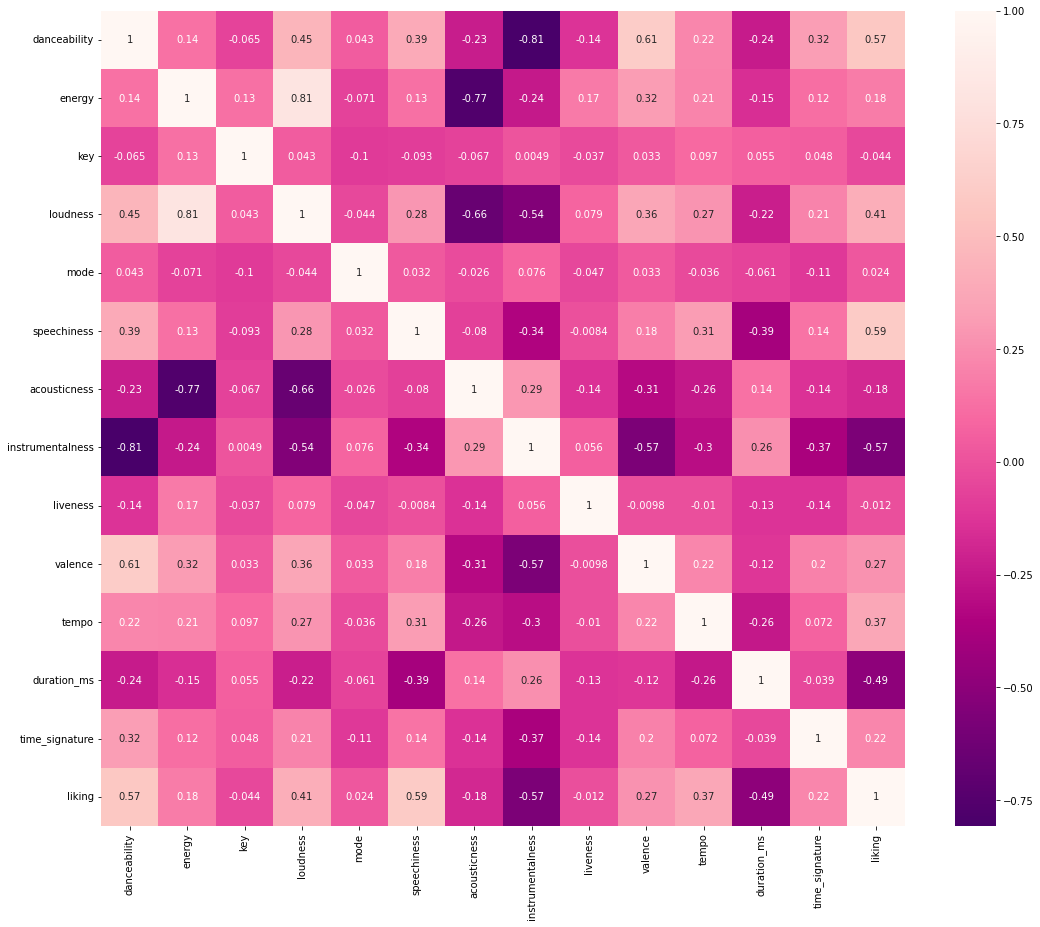 danceability 1 0.14 -0.065 0.45 0.043 0.39 -0.23 -0.81 -0.14 0.61 0.22 -0.24 0.32 0.57
energy 0.14 1 0.13 0.81 -0.071 0.13 -0.77 -0.24 0.17 0.32 0.21 -0.15 0.12 0.18
key -0.065 0.13 1 0.043 -0.1 -0.093 -0.067 0.0049 -0.037 0.033 0.097 0.055 0.048 -0.044
loudness 0.45 0.81 0.043 1 -0.044 0.28 -0.66 -0.54 0.079 0.36 0.27 -0.22 0.21 0.41
mode 0.043 -0.071 -0.1 -0.044 1 0.032 -0.026 0.076 -0.047 0.033 -0.036 -0.061 -0.11 0.024
speechiness 0.39 0.13 -0.093 0.28 0.032 1 -0.08 -0.34 -0.0084 0.18 0.31 -0.39 0.14 0.59
acousticness -0.23 -0.77 -0.067 -0.66 -0.026 -0.08 1 0.29 -0.14 -0.31 -0.26 0.14 -0.14 -0.18
instrumentalness -0.81 -0.24 0.0049 -0.54 0.076 -0.34 0.29 1 0.056 -0.57 -0.3 0.26 -0.37 -0.57
liveness -0.14 0.17 -0.037 0.079 -0.047 -0.0084 -0.14 0.056 1 -0.0098 -0.01 -0.13 -0.14 -0.012
valence 0.61 0.32 0.033 0.36 0.033 0.18 -0.31 -0.57 -0.0098 1 0.22 -0.12 0.2 0.27
tempo 0.22 0.21 0.097 0.27 -0.036 0.31 -0.26 -0.3 -0.01 0.22 1 -0.26 0.072 0.37
duration_ms -0.24 -0.15 0.055 -0.22 -0.061 -0.39 0.14 0.26 -0.13 -0.12 -0.26 1 -0.039 -0.49
time_signature 0.32 0.12 0.048 0.21 -0.11 0.14 -0.14 -0.37 -0.14 0.2 0.072 -0.039 1 0.22
liking 0.57 0.18 -0.044 0.41 0.024 0.59 -0.18 -0.57 -0.012 0.27 0.37 -0.49 0.22 1
danceability
energy
key
loudness
mode
speechiness
acousticness
instrumentalness
liveness
valence
tempo
duration_ms
time_signature
liking
1.00
0.75
0.50
0.25
0.00
−0.25
−0.50
−0.75